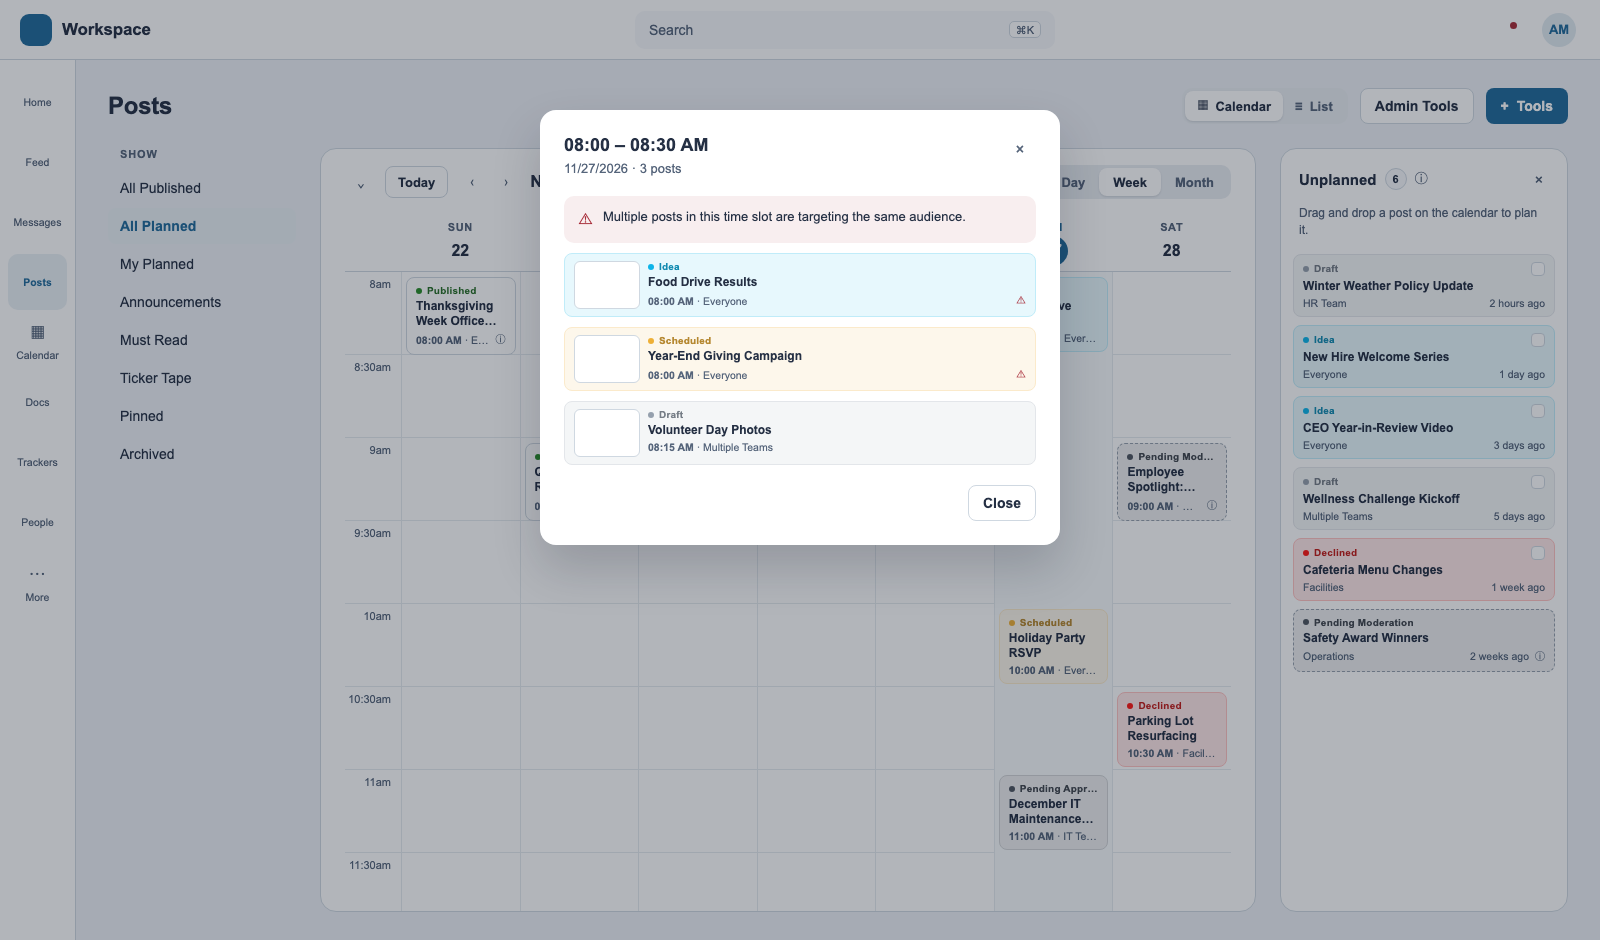 Workspace
Search
⌘K
AM
Home
Feed
Messages
Posts
Calendar
Docs
Trackers
People
More
Posts
Calendar
List
Admin Tools
+ Tools
SHOW
All Published
All Planned
My Planned
Announcements
Must Read
Ticker Tape
Pinned
Archived
Today
Day
Week
Month
SUN
22
SAT
28
8am
8:30am
9am
9:30am
10am
10:30am
11am
11:30am
Published
Thanksgiving
Week Office...
08:00 AM · E...
Ever...
Pending Mod...
Employee
Spotlight:...
09:00 AM · ...
Scheduled
Holiday Party
RSVP
10:00 AM · Ever...
Declined
Parking Lot
Resurfacing
10:30 AM · Facil...
Pending Appr...
December IT
Maintenance...
11:00 AM · IT Te...
08:00 – 08:30 AM
11/27/2026 · 3 posts
Multiple posts in this time slot are targeting the same audience.
Idea
Food Drive Results
08:00 AM · Everyone
Scheduled
Year-End Giving Campaign
08:00 AM · Everyone
Draft
Volunteer Day Photos
08:15 AM · Multiple Teams
Close
Unplanned 6
Drag and drop a post on the calendar to plan
it.
Draft
Winter Weather Policy Update
HR Team 2 hours ago
Idea
New Hire Welcome Series
Everyone 1 day ago
Idea
CEO Year-in-Review Video
Everyone 3 days ago
Draft
Wellness Challenge Kickoff
Multiple Teams 5 days ago
Declined
Cafeteria Menu Changes
Facilities 1 week ago
Pending Moderation
Safety Award Winners
Operations 2 weeks ago